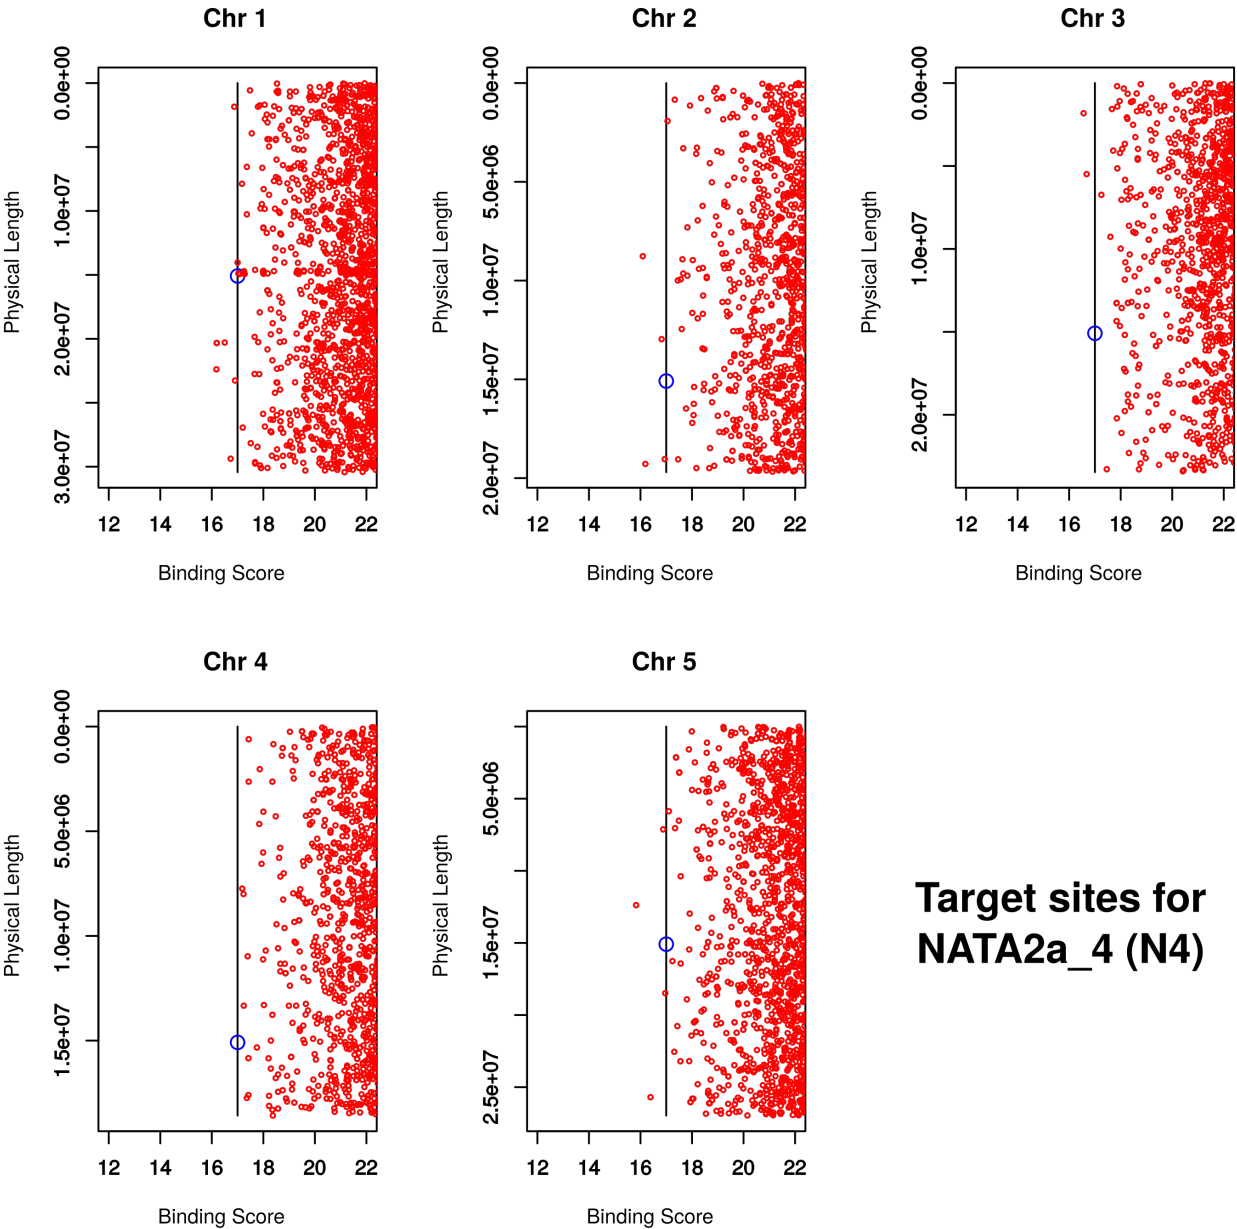 Chr 1
Physical Length
0.0e+00
1.0e+07
2.0e+07
3.0e+07
12 14 16 18 20 22
Binding Score
Chr 2
Physical Length
0.0e+00
5.0e+06
1.0e+07
1.5e+07
2.0e+07
12 14 16 18 20 22
Binding Score
Chr 3
Physical Length
0.0e+00
1.0e+07
2.0e+07
12 14 16 18 20 22
Binding Score
Chr 4
Physical Length
0.0e+00
5.0e+06
1.0e+07
1.5e+07
12 14 16 18 20 22
Binding Score
Chr 5
Physical Length
5.0e+06
1.5e+07
2.5e+07
12 14 16 18 20 22
Binding Score
Target sites for
NATA2a_4 (N4)